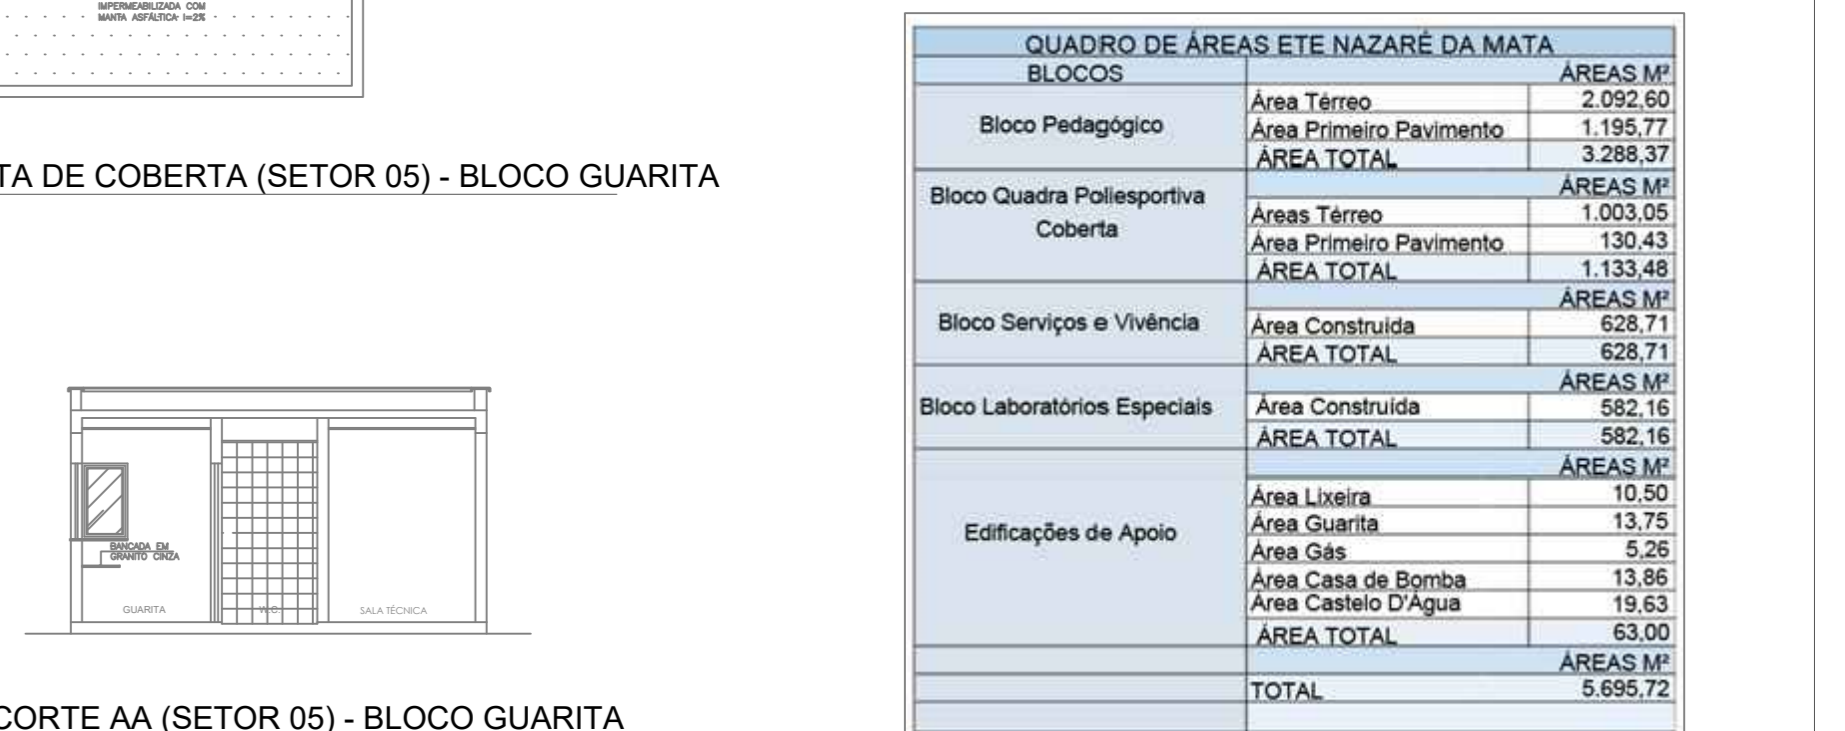 IMPERMEABILIZADA COM
MANTA ASFÁLTICA I=2%
TA DE COBERTA (SETOR 05) - BLOCO GUARITA
BANCADA EM
GRANITO CINZA
GUARITA
W.C.
SALA TÉCNICA
CORTE AA (SETOR 05) - BLOCO GUARITA
QUADRO DE ÁREAS ETE NAZARÉ DA MATA
BLOCOS ÁREAS M²
Bloco Pedagógico
Área Térreo 2.092,60
Área Primeiro Pavimento 1.195,77
ÁREA TOTAL 3.288,37
Bloco Quadra Poliesportiva
Coberta
ÁREAS M²
Áreas Térreo 1.003,05
Área Primeiro Pavimento 130,43
ÁREA TOTAL 1.133,48
Bloco Serviços e Vivência
ÁREAS M²
Área Construída 628,71
ÁREA TOTAL 628,71
Bloco Laboratórios Especiais
ÁREAS M²
Área Construída 582,16
ÁREA TOTAL 582,16
Edificações de Apoio
ÁREAS M²
Área Lixeira 10,50
Área Guarita 13,75
Área Gás 5,26
Área Casa de Bomba 13,86
Área Castelo D'Água 19,63
ÁREA TOTAL 63,00
ÁREAS M²
TOTAL 5.695,72